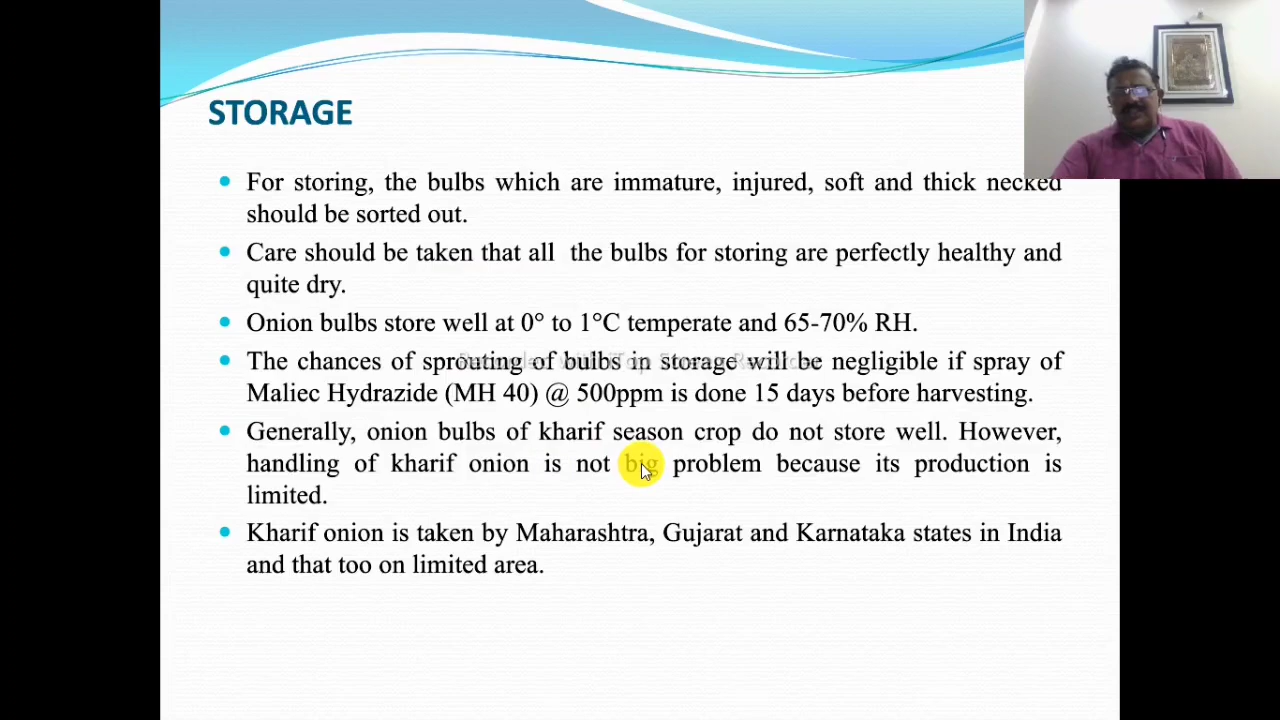 STORAGE
For storing, the bulbs which are immature, injured, soft and thick necked
should be sorted out.
Care should be taken that all the bulbs for storing are perfectly healthy and
quite dry.
Onion bulbs store well at 0° to 1°C temperate and 65-70% RH.
The chances of sprotting of bulbs in storage will be negligible if spray of
Maliec Hydrazide (MH 40) @ 500ppm is done 15 days before harvesting.
Generally, onion bulbs of kharif season crop do not store well. However,
handling of kharif onion is not big problem because its production is
limited.
Kharif onion is taken by Maharashtra, Gujarat and Karnataka states in India
and that too on limited area.